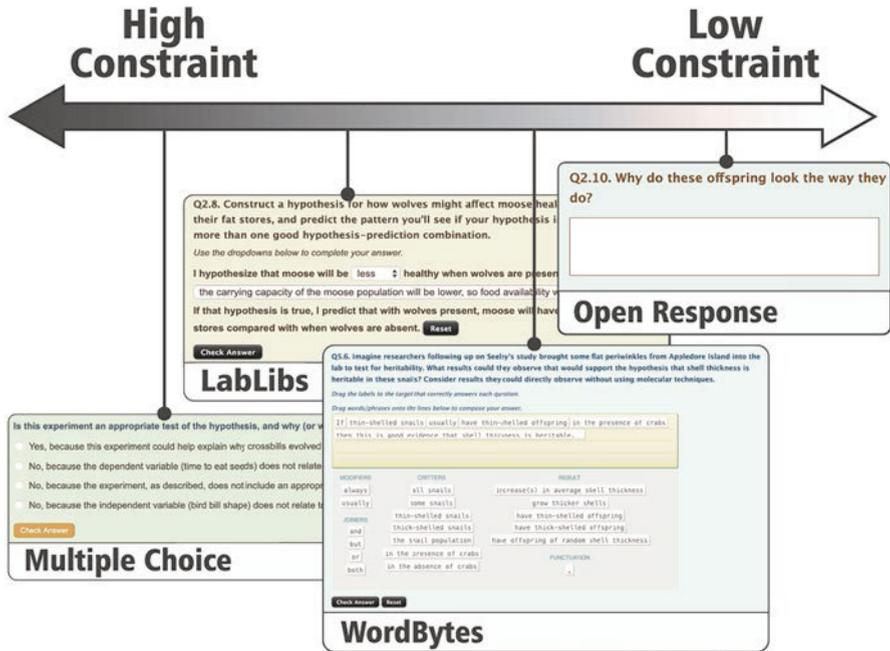 High
Constraint
Low
Constraint
Q2.10. Why do these offspring look the way they
do?
Open Response
Q2.8. Construct a hypothesis for how wolves might affect moose heal
their fat stores, and predict the pattern you'll see if your hypothesis i
more than one good hypothesis-prediction combination.
Use the dropdowns below to complete your answer.
I hypothesize that moose will be less healthy when wolves are presen
the carrying capacity of the moose population will be lower, so food availability w
If that hypothesis is true, I predict that with wolves present, moose will have
stores compared with when wolves are absent. Reset
Check Answer
LabLibs
Q5.6. Imagine researchers following up on Seelry's study brought some flat periwinkles from Appledore Island into the
lab to test for heritability. What results could they observe that would support the hypothesis that shell thickness is
heritable in these snails? Consider results they could directly observe without using molecular techniques.
Drag the labels to the target that correctly answers each question.
Drag words/phrases onto the lines below to compose your answer.
If thin-shelled snails usually have thin-shelled offspring in the presence of crabs
then this is good evidence that shell thickness is heritable.
MODIFIERS CRITTERS RESULT
always all snails increase(s) in average shell thickness
usually some snails grow thicker shells
JOINERS thin-shelled snails have thin-shelled offspring
and thick-shelled snails have thick-shelled offspring
but the snail population have offspring of random shell thickness
or in the presence of crabs PUNCTUATION
both in the absence of crabs .
Check Answer Reset
WordBytes
Is this experiment an appropriate test of the hypothesis, and why (or w
Yes, because this experiment could help explain why crossbills evolved
No, because the dependent variable (time to eat seeds) does not relate
No, because the experiment, as described, does not include an approp
No, because the independent variable (bird bill shape) does not relate to
Check Answer
Multiple Choice